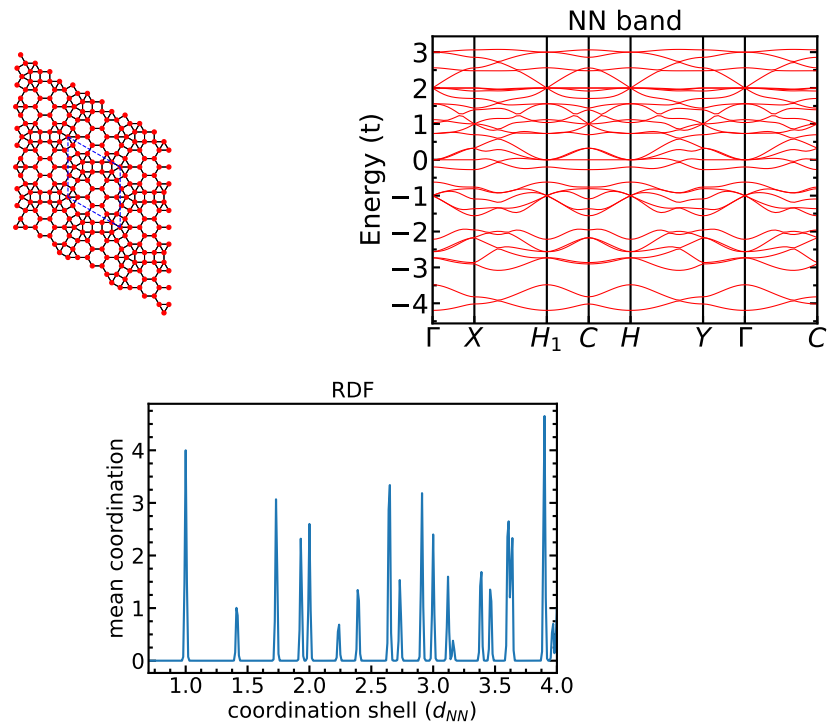 NN band
Energy (t)
3
2
1
0
−1
−2
−3
−4
Γ X H₁ C H Y Γ C
RDF
mean coordination
4
3
2
1
0
1.0 1.5 2.0 2.5 3.0 3.5 4.0
coordination shell (d_NN)